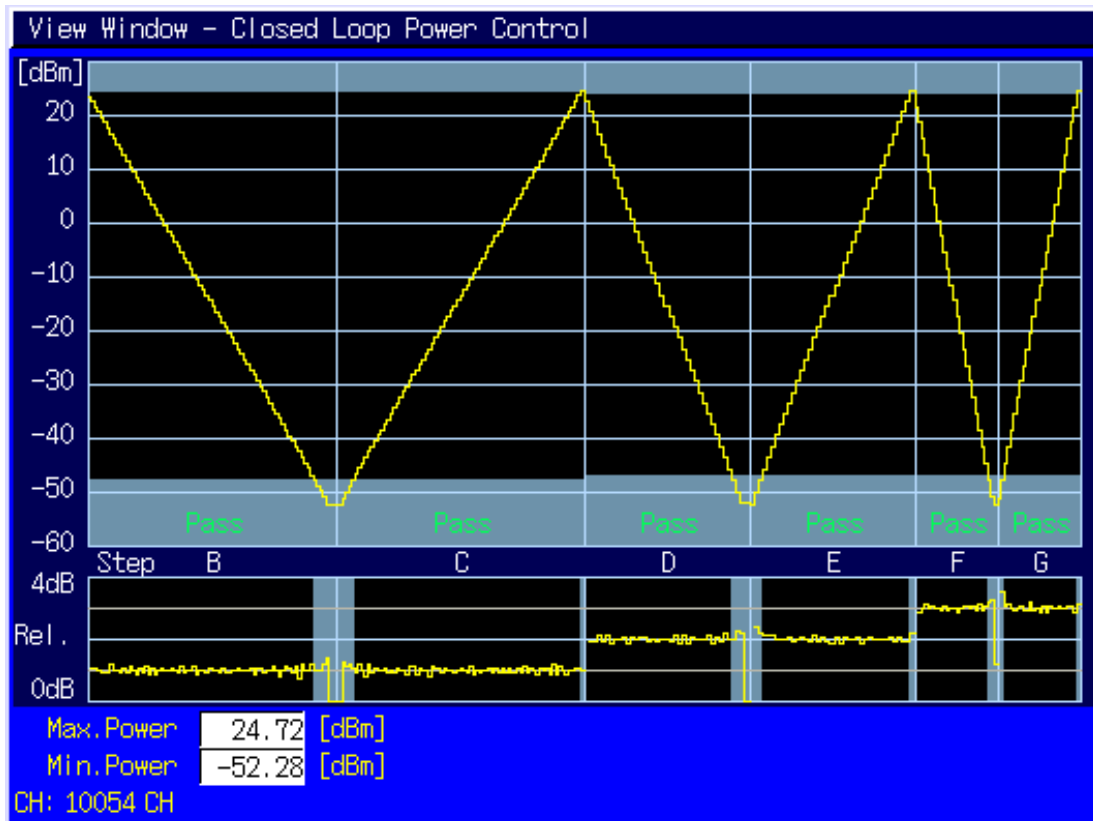 View Window - Closed Loop Power Control
[dBm]
20
10
0
-10
-20
-30
-40
-50
-60
Pass Pass Pass Pass Pass Pass
Step B C D E F G
4dB
Rel.
0dB
Max.Power 24.72 [dBm]
Min.Power -52.28 [dBm]
CH: 10054 CH